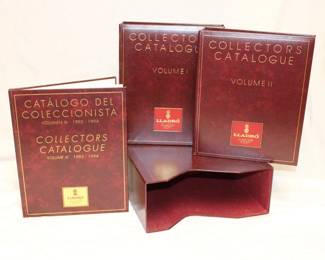 CATÁLOGO DEL
COLECCIONISTA
COLLECTORS
CATALOGUE
LLADRÓ
COLLECTORS
CATALOGUE
VOLUME I
LLADRÓ
COLLECTORS
CATALOGUE
VOLUME II
LLADRÓ